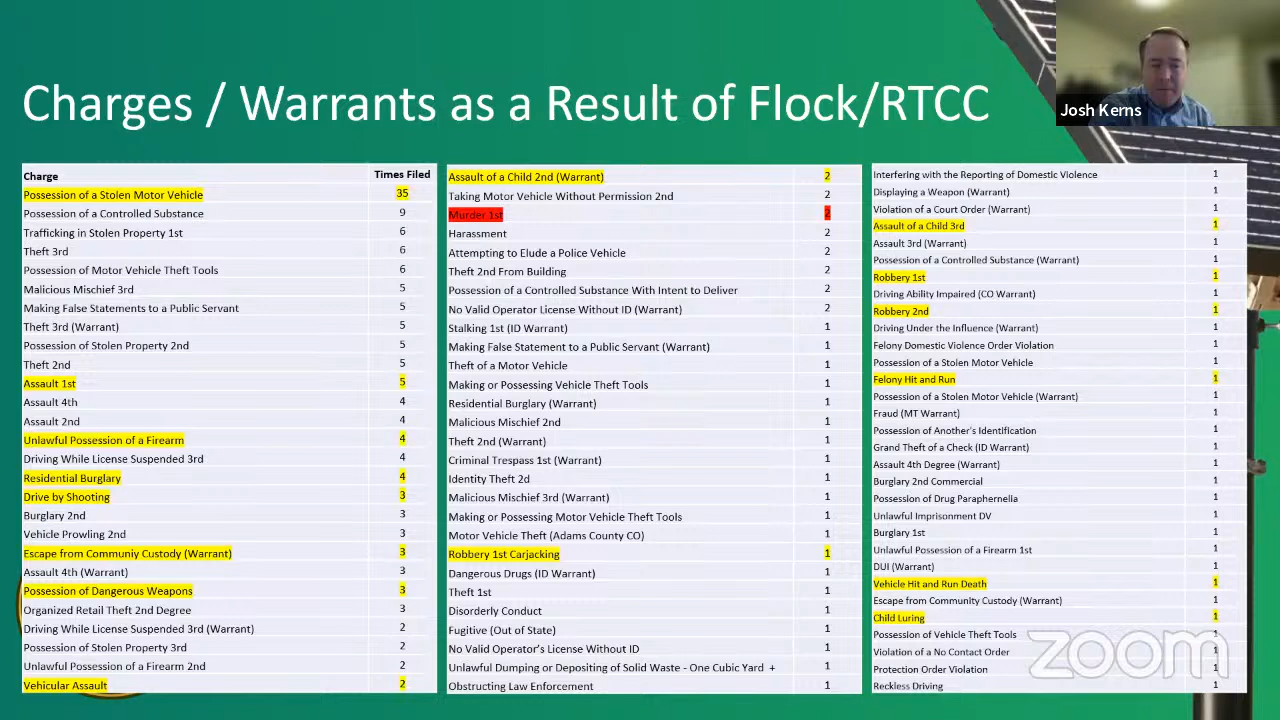 Josh Kerns
Charges / Warrants as a Result of Flock/RTCC
Charge Times Filed
Possession of a Stolen Motor Vehicle 35
Possession of a Controlled Substance 9
Trafficking in Stolen Property 1st 6
Theft 3rd 6
Possession of Motor Vehicle Theft Tools 6
Malicious Mischief 3rd 5
Making False Statements to a Public Servant 5
Theft 3rd (Warrant) 5
Possession of Stolen Property 2nd 5
Theft 2nd 5
Assault 1st 5
Assault 4th 4
Assault 2nd 4
Unlawful Possession of a Firearm 4
Driving While License Suspended 3rd 4
Residential Burglary 4
Drive by Shooting 3
Burglary 2nd 3
Vehicle Prowling 2nd 3
Escape from Communiy Custody (Warrant) 3
Assault 4th (Warrant) 3
Possession of Dangerous Weapons 3
Organized Retail Theft 2nd Degree 3
Driving While License Suspended 3rd (Warrant) 2
Possession of Stolen Property 3rd 2
Unlawful Possession of a Firearm 2nd 2
Vehicular Assault 2
Assault of a Child 2nd (Warrant) 2
Taking Motor Vehicle Without Permission 2nd 2
Murder 1st 2
Harassment 2
Attempting to Elude a Police Vehicle 2
Theft 2nd From Building 2
Possession of a Controlled Substance With Intent to Deliver 2
No Valid Operator License Without ID (Warrant) 2
Stalking 1st (ID Warrant) 1
Making False Statement to a Public Servant (Warrant) 1
Theft of a Motor Vehicle 1
Making or Possessing Vehicle Theft Tools 1
Residential Burglary (Warrant) 1
Malicious Mischief 2nd 1
Theft 2nd (Warrant) 1
Criminal Trespass 1st (Warrant) 1
Identity Theft 2d 1
Malicious Mischief 3rd (Warrant) 1
Making or Possessing Motor Vehicle Theft Tools 1
Motor Vehicle Theft (Adams County CO) 1
Robbery 1st Carjacking 1
Dangerous Drugs (ID Warrant) 1
Theft 1st 1
Disorderly Conduct 1
Fugitive (Out of State) 1
No Valid Operator's License Without ID 1
Unlawful Dumping or Depositing of Solid Waste - One Cubic Yard + 1
Obstructing Law Enforcement 1
Interfering with the Reporting of Domestic Violence 1
Displaying a Weapon (Warrant) 1
Violation of a Court Order (Warrant) 1
Assault of a Child 3rd 1
Assault 3rd (Warrant) 1
Possession of a Controlled Substance (Warrant) 1
Robbery 1st 1
Driving Ability Impaired (CO Warrant) 1
Robbery 2nd 1
Driving Under the Influence (Warrant) 1
Felony Domestic Violence Order Violation 1
Possession of a Stolen Motor Vehicle 1
Felony Hit and Run 1
Possession of a Stolen Motor Vehicle (Warrant) 1
Fraud (MT Warrant) 1
Possession of Another's Identification 1
Grand Theft of a Check (ID Warrant) 1
Assault 4th Degree (Warrant) 1
Burglary 2nd Commercial 1
Possession of Drug Paraphernelia 1
Unlawful Imprisonment DV 1
Burglary 1st 1
Unlawful Possession of a Firearm 1st 1
DUI (Warrant) 1
Vehicle Hit and Run Death 1
Escape from Community Custody (Warrant) 1
Child Luring 1
Possession of Vehicle Theft Tools 1
Violation of a No Contact Order 1
Protection Order Violation 1
Reckless Driving 1
zoom